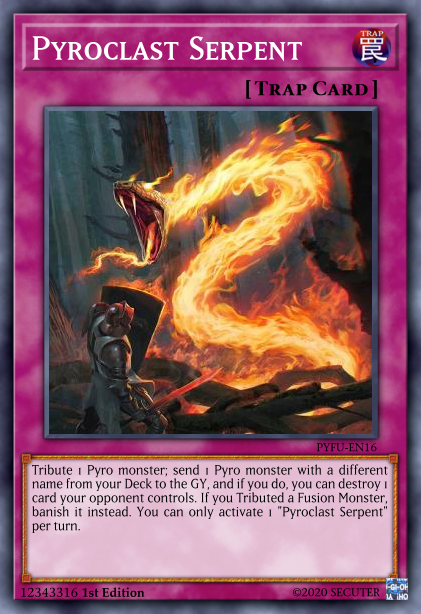 PYROCLAST SERPENT
TRAP
罠
[TRAP CARD]
PYFU-EN16
Tribute 1 Pyro monster; send 1 Pyro monster with a different
name from your Deck to the GY, and if you do, you can destroy 1
card your opponent controls. If you Tributed a Fusion Monster,
banish it instead. You can only activate 1 "Pyroclast Serpent"
per turn.
12343316 1st Edition
©2020 SECUTER